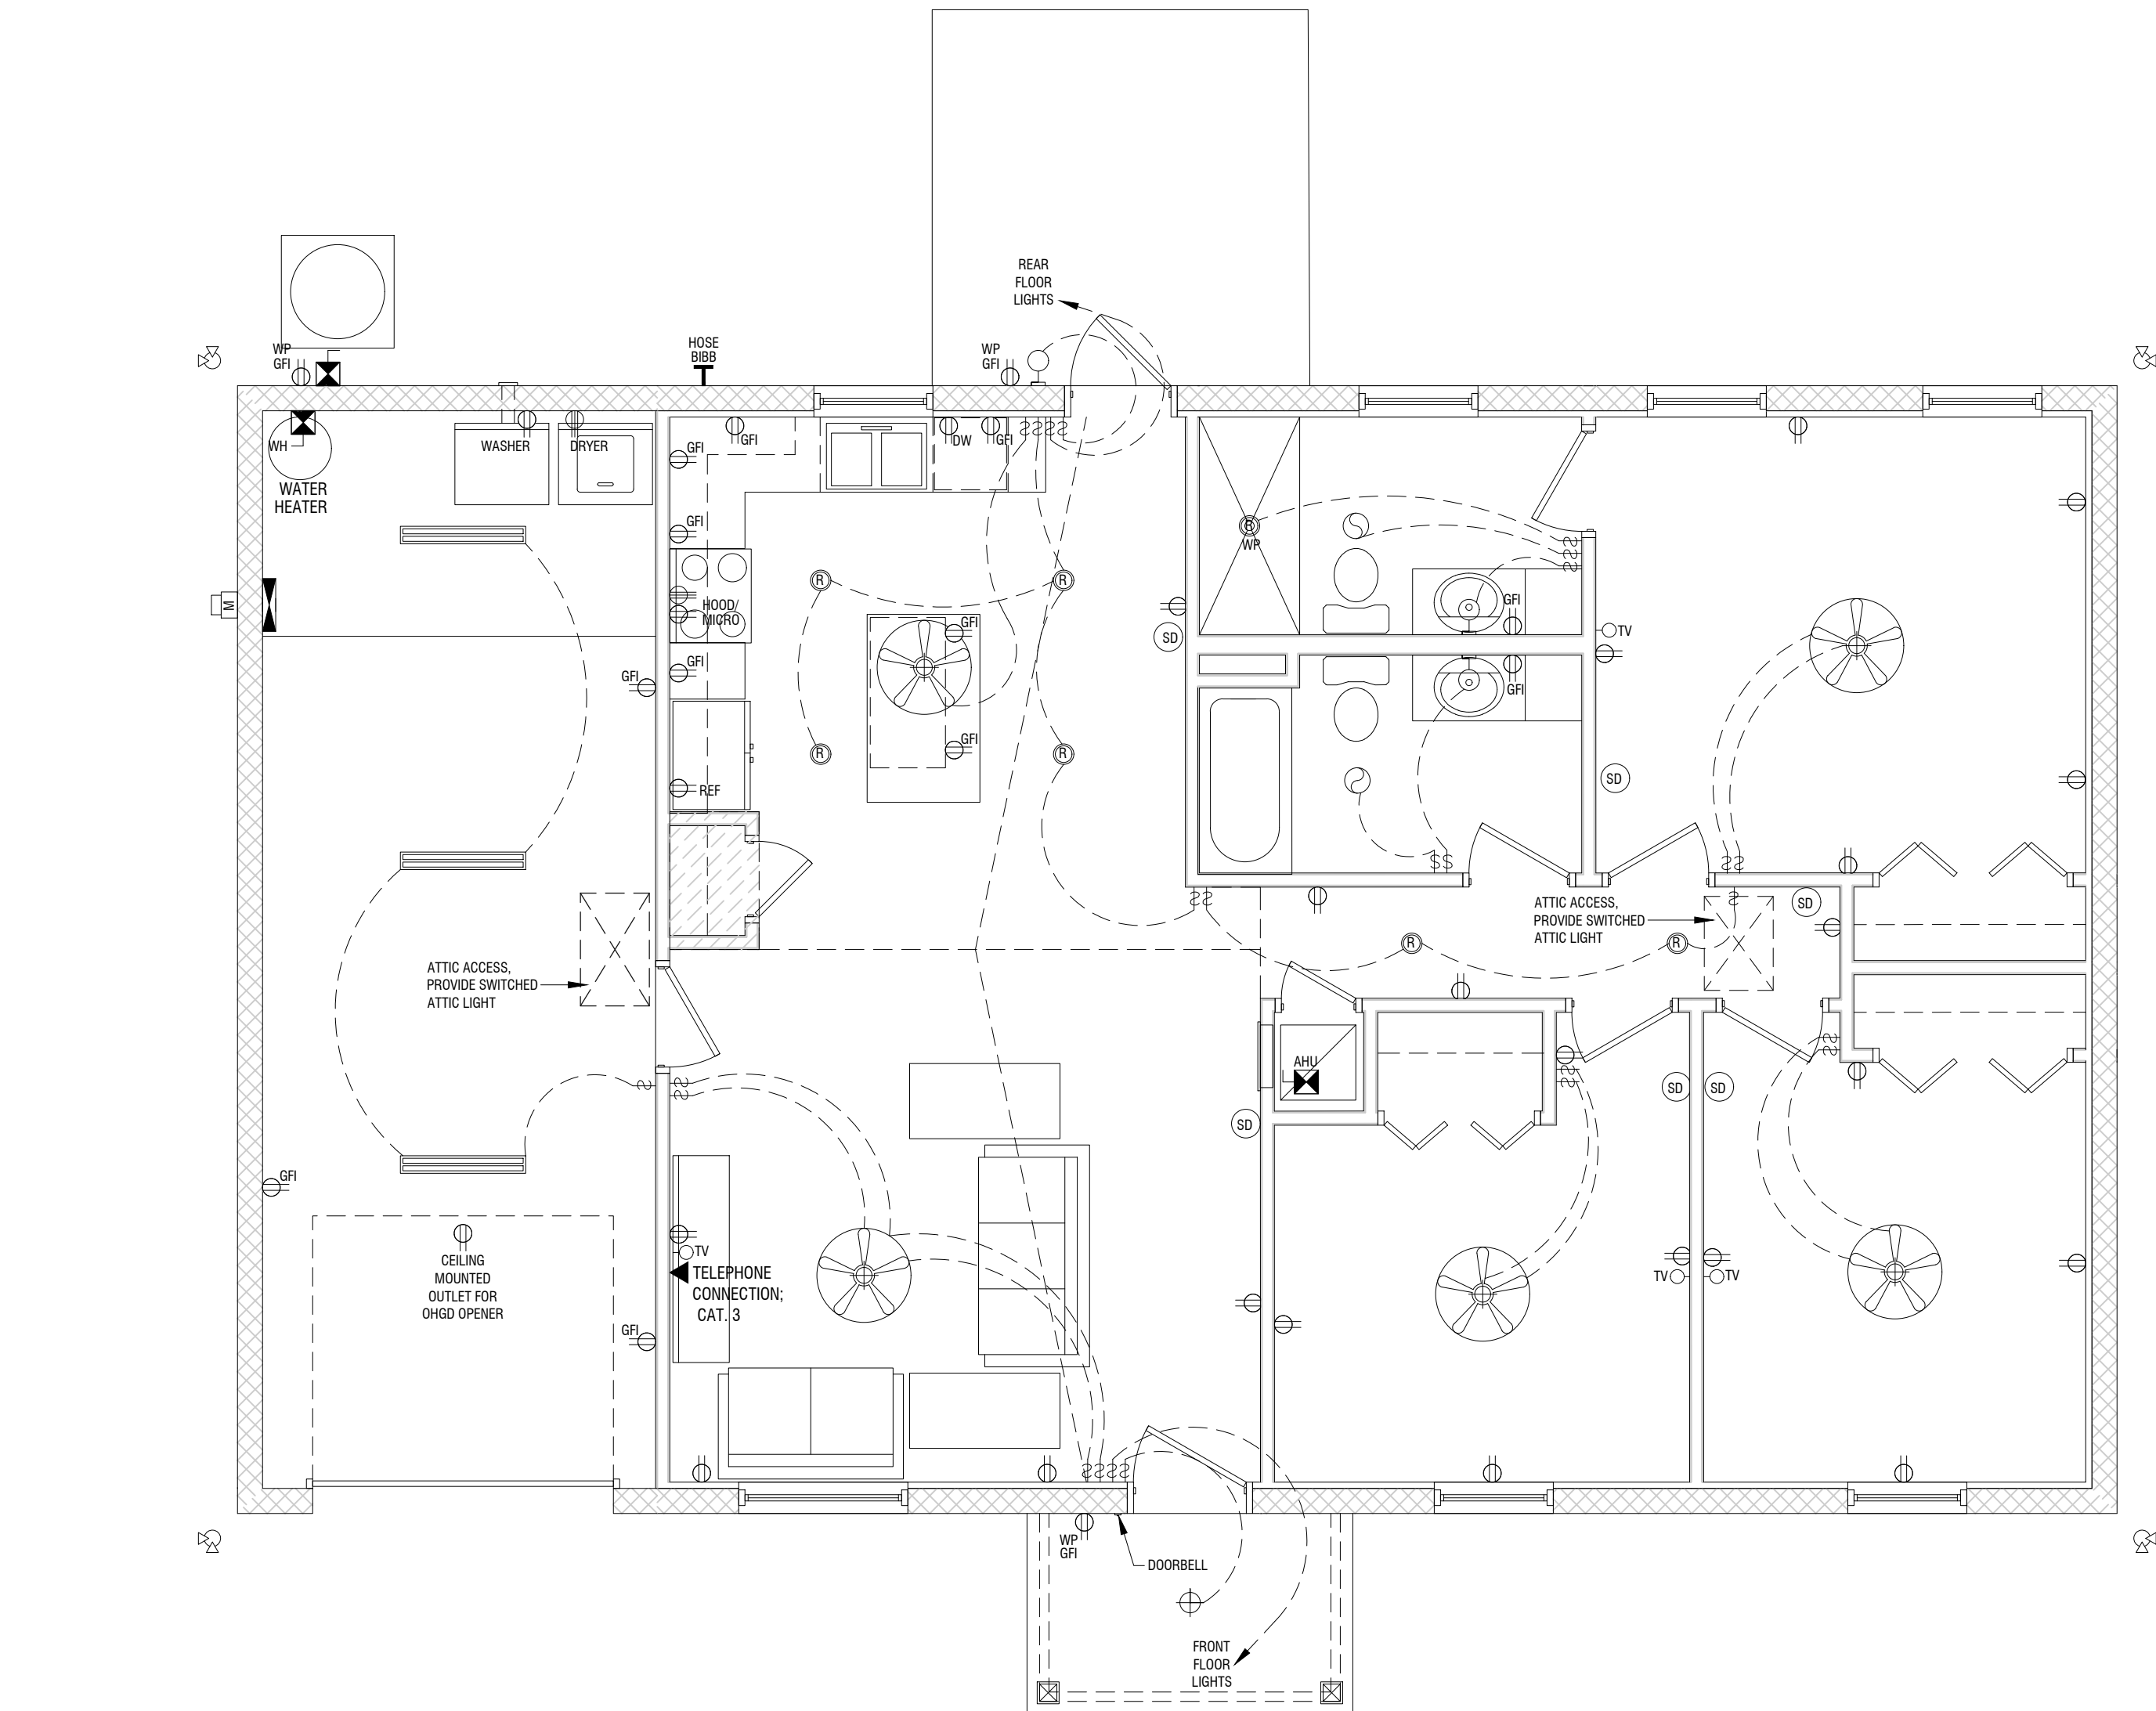 REAR
FLOOR
LIGHTS
WP
GFI
HOSE
BIBB
WP
GFI
WH
WASHER
DRYER
GFI
DW
GFI
GFI
WATER
HEATER
GFI
R
WP
R
R
M
HOOD/
MICRO
GFI
GFI
SD
TV
GFI
GFI
GFI
GFI
R
R
SD
REF
ATTIC ACCESS,
PROVIDE SWITCHED
ATTIC LIGHT
SD
R
R
ATTIC ACCESS,
PROVIDE SWITCHED
ATTIC LIGHT
AHU
SD
SD
SD
GFI
TV
TELEPHONE
CONNECTION;
CAT. 3
TV
TV
CEILING
MOUNTED
OUTLET FOR
OHGD OPENER
GFI
WP
GFI
DOORBELL
FRONT
FLOOR
LIGHTS